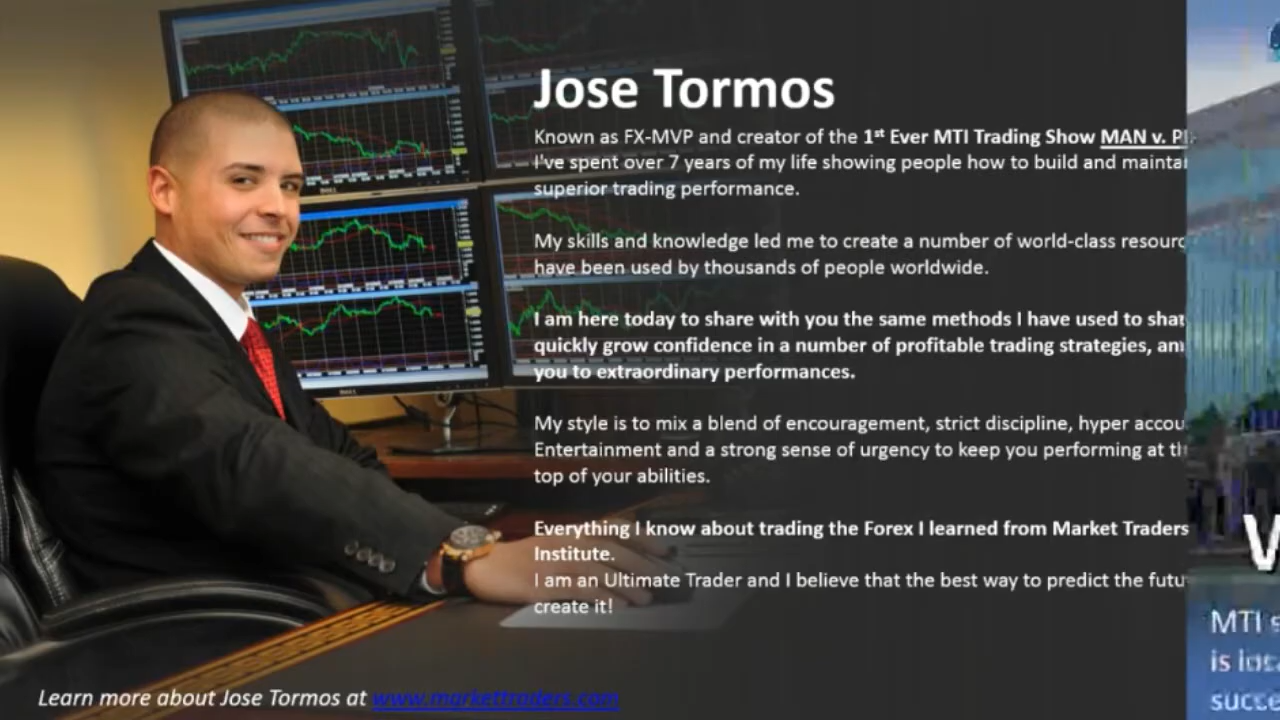 Jose Tormos
Known as FX-MVP and creator of the 1st Ever MTI Trading Show MAN v.
I've spent over 7 years of my life showing people how to build and
superior trading performance.
My skills and knowledge led me to create a number of world-class
have been used by thousands of people worldwide.
I am here today to share with you the same methods I have used to
quickly grow confidence in a number of profitable trading strategies,
you to extraordinary performances.
My style is to mix a blend of encouragement, strict discipline, hyper
Entertainment and a strong sense of urgency to keep you performing at
top of your abilities.
Everything I know about trading the Forex I learned from Market Traders
Institute.
I am an Ultimate Trader and I believe that the best way to predict the
create it!
Learn more about Jose Tormos at www.markettraders.com
MTI
is